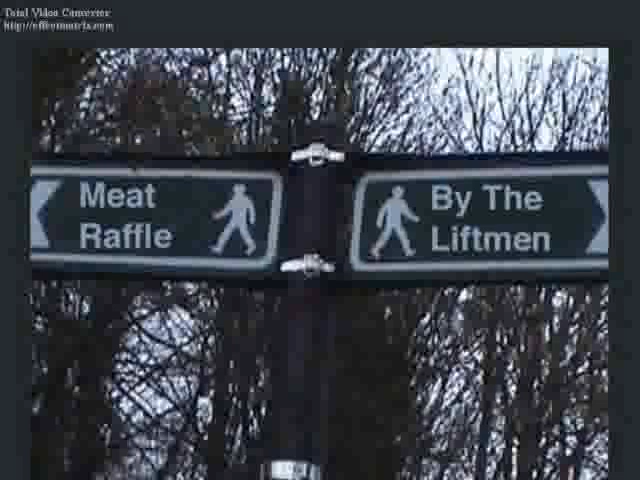 Total Video Converter
http://effectmatrix.com
Meat
Raffle
By The
Liftmen